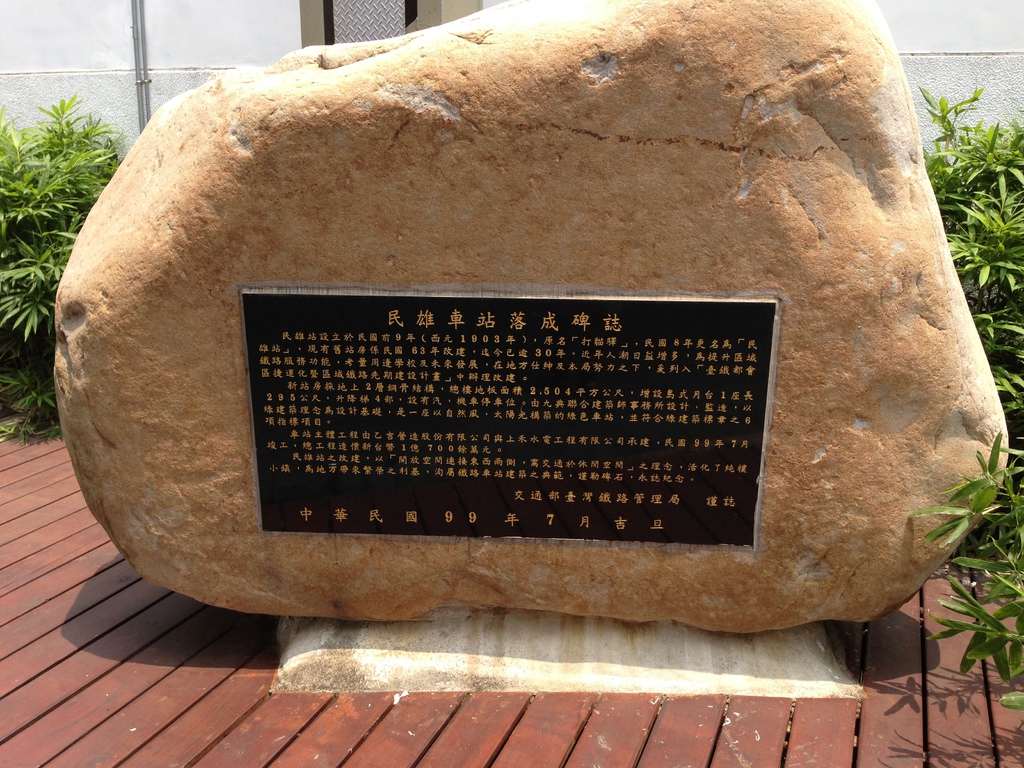 民雄車站落成碑誌
民雄站設立於民國前9年(西元1903年),原名「打貓驛」,民國8年更名為「民
雄站」,現有舊站房係民國63年改建,迄今已逾30年。近年人潮日益增多,為提升區域
鐵路服務功能,考量周邊學校及未來發展,在地方仕紳及本局努力之下,爰列入「臺鐵都會
區捷運化暨區域鐵路先期建設計畫」中辦理改建。
新站房採地上2層鋼骨結構,總樓地板面積2,504平方公尺,增設島式月台1座長
295公尺,升降梯4部,設有汽、機車停車位。由九典聯合建築師事務所設計、監造,以
綠建築理念為設計基礎,是一座以自然風、太陽光構築的綠色車站,並符合綠建築標章之6
項指標項目。
車站主體工程由乙吉營造股份有限公司與上禾水電工程有限公司承建,民國99年7月
竣工,總工程造價新台幣1億700餘萬元。
民雄站之改建,以「開放空間連接東西兩側,寓交通於休閒空間」之理念,活化了純樸
小鎮,為地方帶來繁榮之利基,洵屬鐵路車站建築之典範,謹勒碑石,永誌紀念。
交通部臺灣鐵路管理局 謹誌
中華民國99年7月吉旦